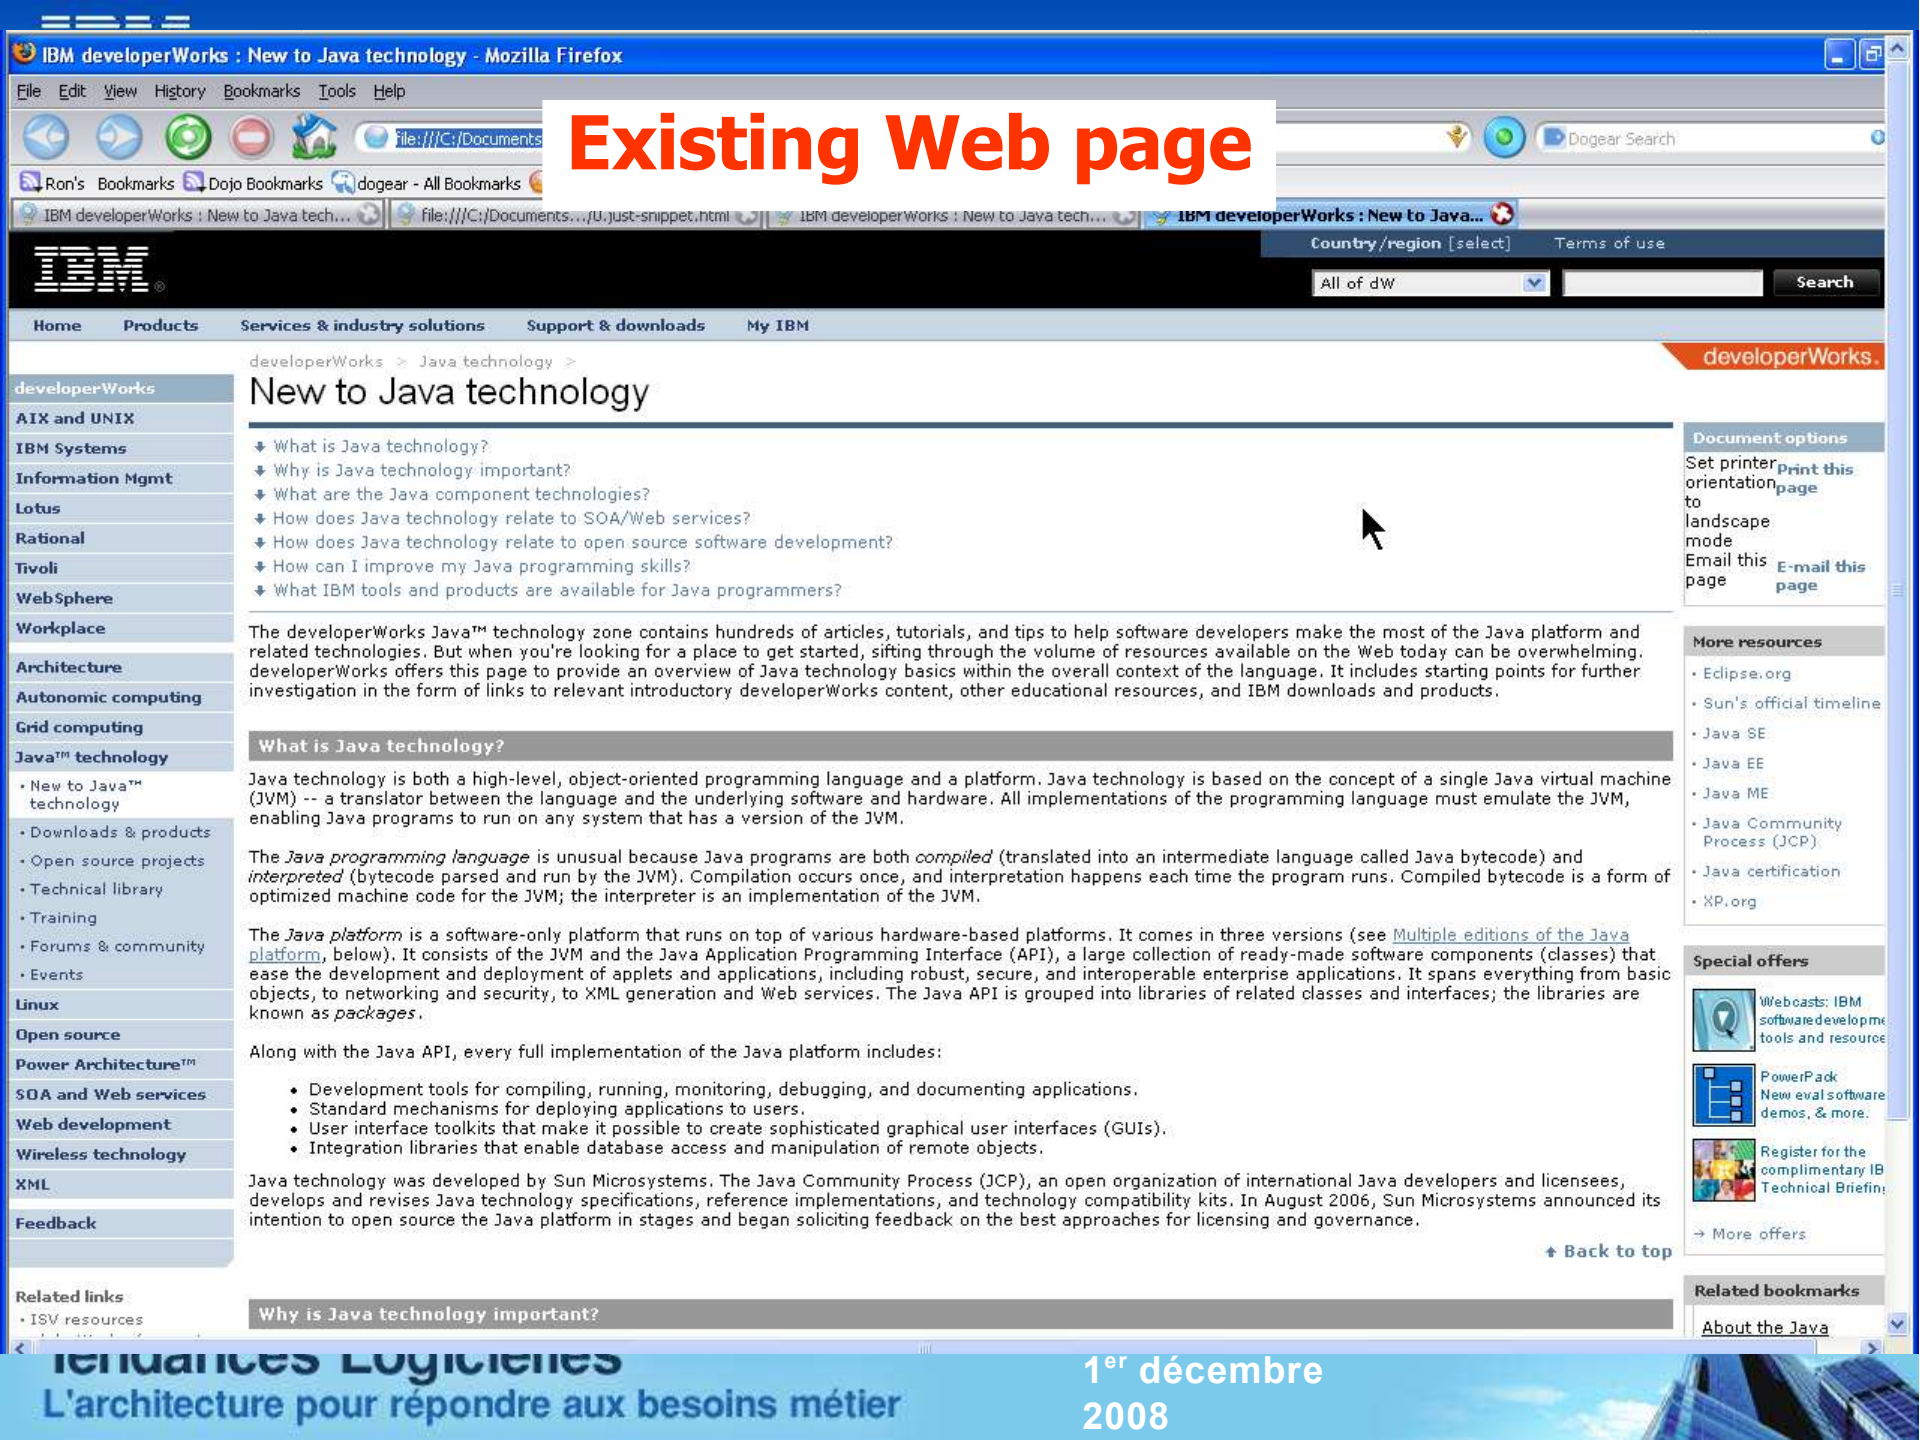 IBM developerWorks : New to Java technology - Mozilla Firefox
File Edit View History Bookmarks Tools Help
file:///C:/Documents
Existing Web page
Dogear Search
Ron's Bookmarks Dojo Bookmarks dogear - All Bookmarks
IBM developerWorks : New to Java tech... file:///C:/Documents.../0.just-snippet.html IBM developerWorks : New to Java tech... IBM developerWorks : New to Java...
IBM®
Country/region [select] Terms of use
All of dW Search
Home Products Services & industry solutions Support & downloads My IBM
developerWorks > Java technology >
developerWorks.
New to Java technology
developerWorks
AIX and UNIX
IBM Systems
Information Mgmt
Lotus
Rational
Tivoli
WebSphere
Workplace
Architecture
Autonomic computing
Grid computing
Java™ technology
New to Java™
technology
Downloads & products
Open source projects
Technical library
Training
Forums & community
Events
Linux
Open source
Power Architecture™
SOA and Web services
Web development
Wireless technology
XML
Feedback
Related links
ISV resources
What is Java technology?
Why is Java technology important?
What are the Java component technologies?
How does Java technology relate to SOA/Web services?
How does Java technology relate to open source software development?
How can I improve my Java programming skills?
What IBM tools and products are available for Java programmers?
The developerWorks Java™ technology zone contains hundreds of articles, tutorials, and tips to help software developers make the most of the Java platform and
related technologies. But when you're looking for a place to get started, sifting through the volume of resources available on the Web today can be overwhelming.
developerWorks offers this page to provide an overview of Java technology basics within the overall context of the language. It includes starting points for further
investigation in the form of links to relevant introductory developerWorks content, other educational resources, and IBM downloads and products.
What is Java technology?
Java technology is both a high-level, object-oriented programming language and a platform. Java technology is based on the concept of a single Java virtual machine
(JVM) -- a translator between the language and the underlying software and hardware. All implementations of the programming language must emulate the JVM,
enabling Java programs to run on any system that has a version of the JVM.
The Java programming language is unusual because Java programs are both compiled (translated into an intermediate language called Java bytecode) and
interpreted (bytecode parsed and run by the JVM). Compilation occurs once, and interpretation happens each time the program runs. Compiled bytecode is a form of
optimized machine code for the JVM; the interpreter is an implementation of the JVM.
The Java platform is a software-only platform that runs on top of various hardware-based platforms. It comes in three versions (see Multiple editions of the Java
platform, below). It consists of the JVM and the Java Application Programming Interface (API), a large collection of ready-made software components (classes) that
ease the development and deployment of applets and applications, including robust, secure, and interoperable enterprise applications. It spans everything from basic
objects, to networking and security, to XML generation and Web services. The Java API is grouped into libraries of related classes and interfaces; the libraries are
known as packages.
Along with the Java API, every full implementation of the Java platform includes:
Development tools for compiling, running, monitoring, debugging, and documenting applications.
Standard mechanisms for deploying applications to users.
User interface toolkits that make it possible to create sophisticated graphical user interfaces (GUIs).
Integration libraries that enable database access and manipulation of remote objects.
Java technology was developed by Sun Microsystems. The Java Community Process (JCP), an open organization of international Java developers and licensees,
develops and revises Java technology specifications, reference implementations, and technology compatibility kits. In August 2006, Sun Microsystems announced its
intention to open source the Java platform in stages and began soliciting feedback on the best approaches for licensing and governance.
Back to top
Why is Java technology important?
Document options
Set printer
orientation
to
landscape
mode
Print this
page
Email this
page
E-mail this
page
More resources
Eclipse.org
Sun's official timeline
Java SE
Java EE
Java ME
Java Community
Process (JCP)
Java certification
XP.org
Special offers
Webcasts: IBM
software developme
tools and resource
PowerPack
New eval software
demos, & more.
Register for the
complimentary IB
Technical Briefin
→ More offers
Related bookmarks
About the Java
Tendances Logicielles
L'architecture pour répondre aux besoins métier
1er décembre
2008